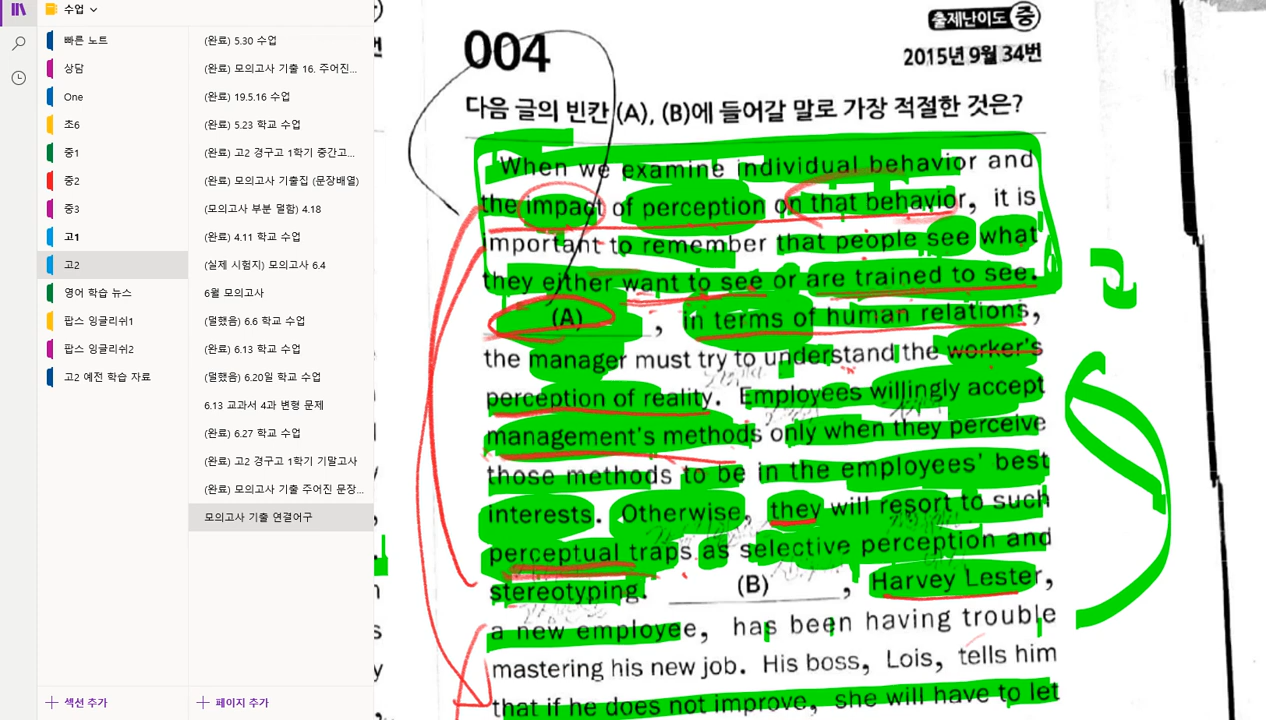 수업
빠른 노트
상담
One
초6
중1
중2
중3
고1
고2
영어 학습 뉴스
팝스 잉글리쉬1
팝스 잉글리쉬2
고2 예전 학습 자료
섹션 추가
(완료) 5.30 수업
(완료) 모의고사 기출 16. 주어진...
(완료) 19.5.16 수업
(완료) 5.23 학교 수업
(완료) 고2 경구고 1학기 중간고...
(완료) 모의고사 기출집 (문장배열)
(모의고사 부분 덜함) 4.18
(완료) 4.11 학교 수업
(실제 시험지) 모의고사 6.4
6월 모의고사
(덜했음) 6.6 학교 수업
(완료) 6.13 학교 수업
(덜했음) 6.20일 학교 수업
6.13 교과서 4과 변형 문제
(완료) 6.27 학교 수업
(완료) 고2 경구고 1학기 기말고사
(완료) 모의고사 기출 주어진 문장...
모의고사 기출 연결어구
페이지 추가
출제난이도 중
004
2015년 9월 34번
다음 글의 빈칸 (A), (B)에 들어갈 말로 가장 적절한 것은?
When we examine individual behavior and
the impact of perception on that behavior, it is
important to remember that people see what
they either want to see or are trained to see.
(A) , in terms of human relations,
the manager must try to understand the worker's
perception of reality. Employees willingly accept
management's methods only when they perceive
those methods to be in the employees' best
interests. Otherwise, they will resort to such
perceptual traps as selective perception and
stereotyping. (B) , Harvey Lester,
a new employee, has been having trouble
mastering his new job. His boss, Lois, tells him
that if he does not improve, she will have to let